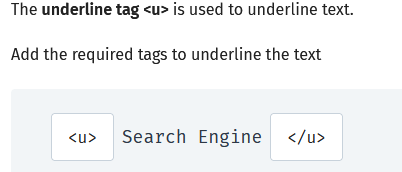 The underline tag <u> is used to underline text.
Add the required tags to underline the text
<u> Search Engine </u>